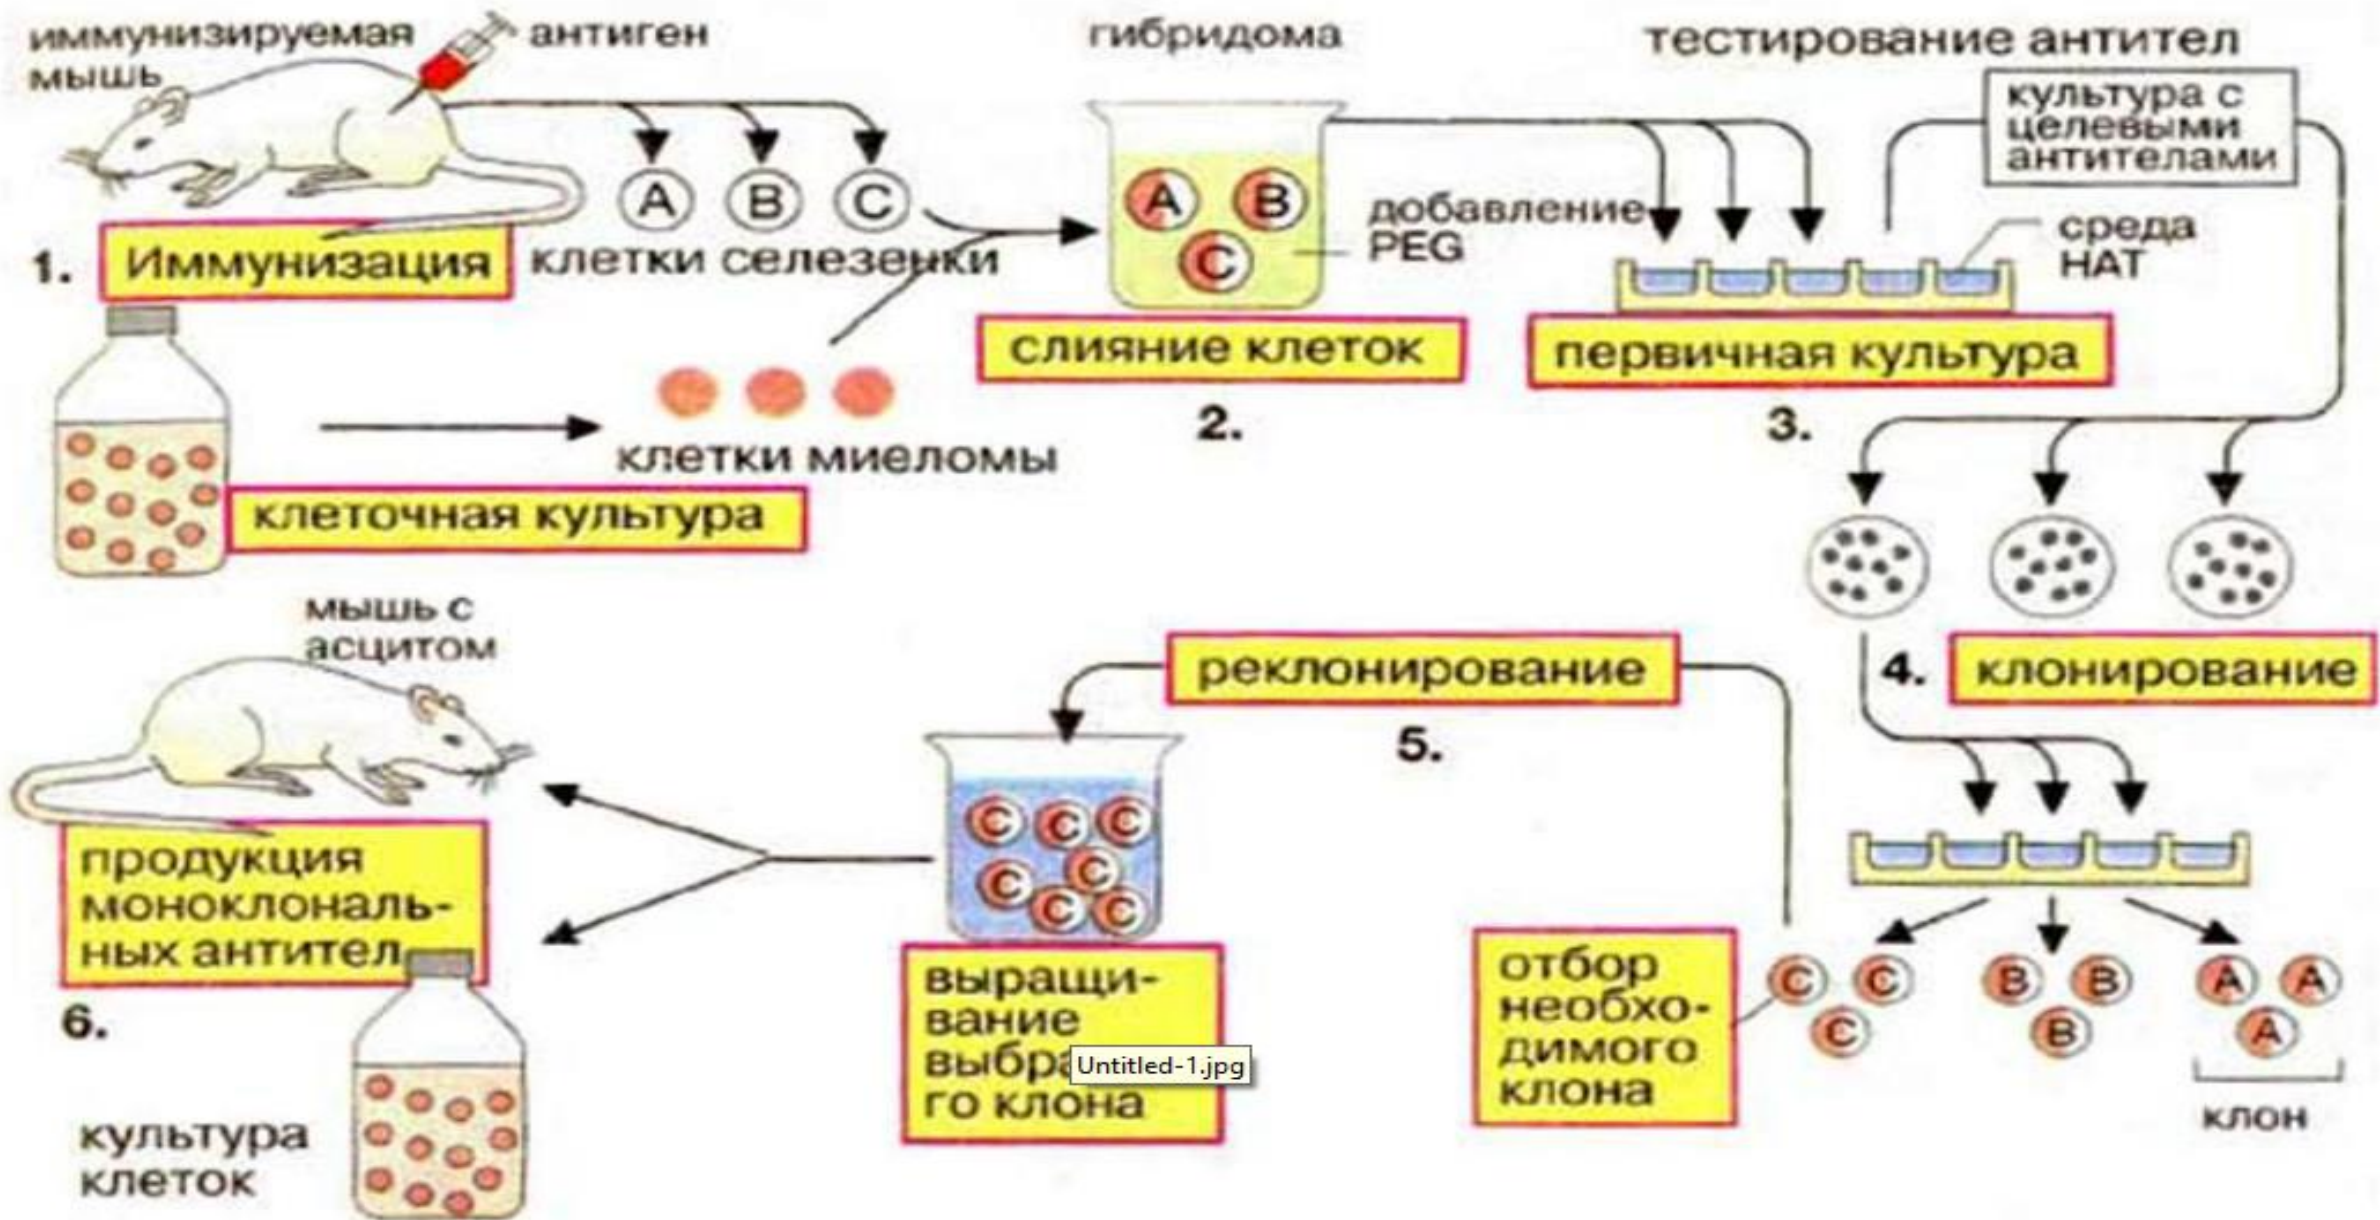 иммунизируемая
мышь
антиген
A B C
1. Иммунизация
клетки селезенки
клетки миеломы
клеточная культура
гибридома
A B
C
добавление
PEG
слияние клеток
2.
тестирование антител
культура с
целевыми
антителами
среда
HAT
первичная культура
3.
4. клонирование
C C
C
B B
B
A A
A
клон
отбор
необхо-
димого
клона
реклонирование
5.
C C C
C C
C C
выращи-
вание
выбра
го клона
Untitled-1.jpg
мышь с
асцитом
продукция
моноклональ-
ных антител
6.
культура
клеток